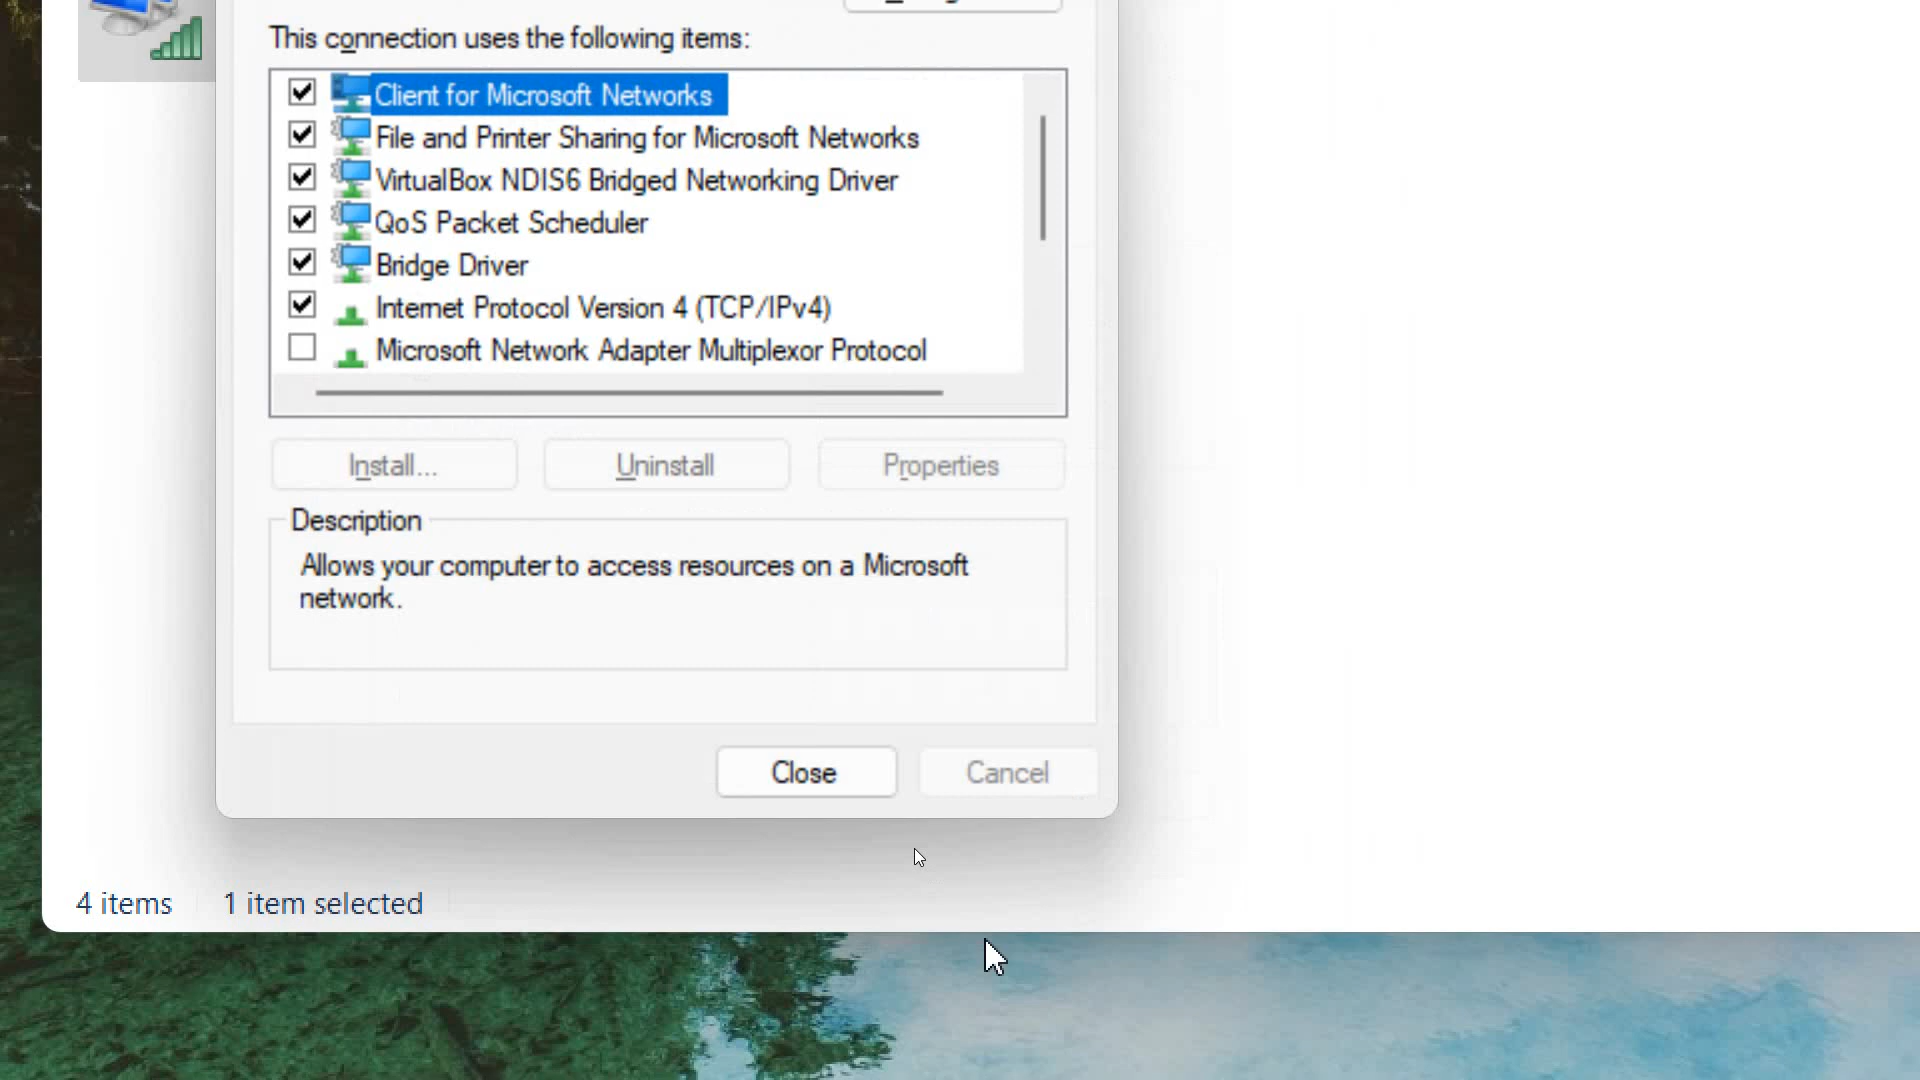 This connection uses the following items:
Client for Microsoft Networks
File and Printer Sharing for Microsoft Networks
VirtualBox NDIS6 Bridged Networking Driver
QoS Packet Scheduler
Bridge Driver
Internet Protocol Version 4 (TCP/IPv4)
Microsoft Network Adapter Multiplexor Protocol
Install...
Uninstall
Properties
Description
Allows your computer to access resources on a Microsoft
network.
Close
Cancel
4 items
1 item selected